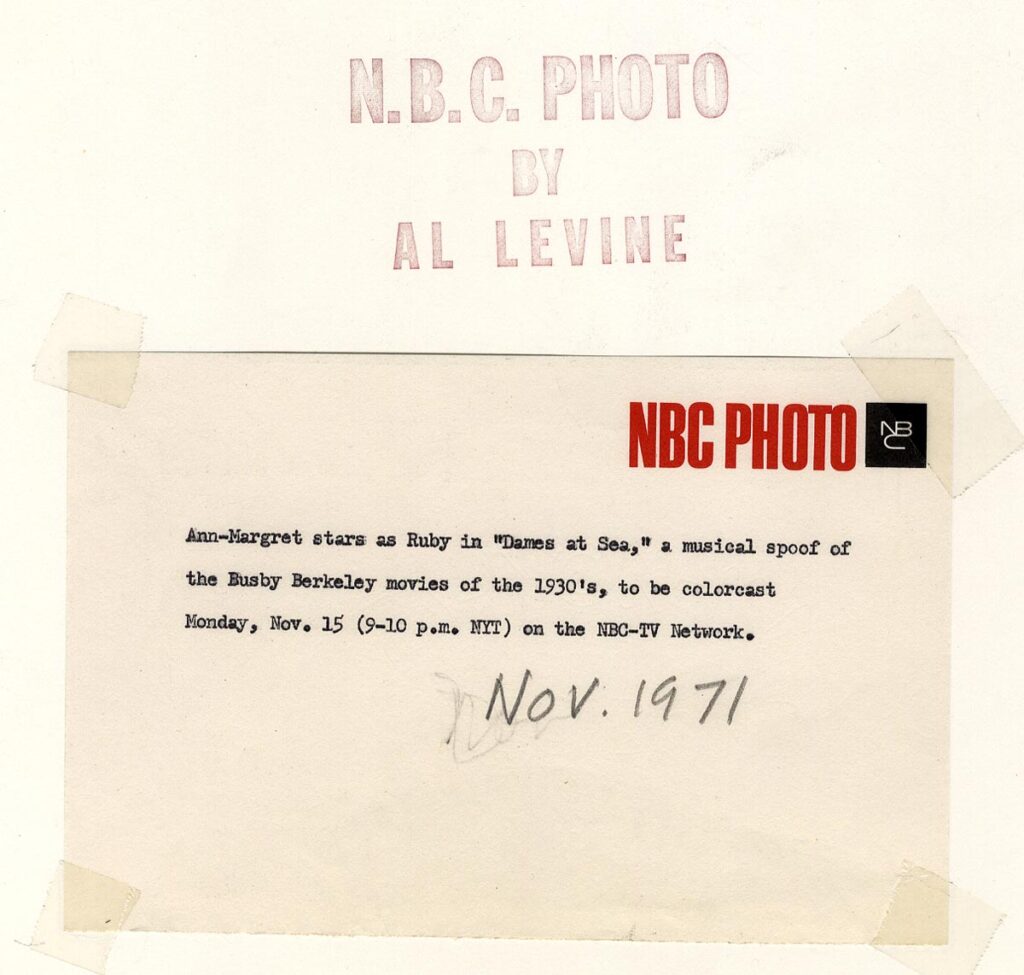 N.B.C. PHOTO
BY
AL LEVINE
NBC PHOTO NBC
Ann-Margret stars as Ruby in "Dames at Sea," a musical spoof of
the Busby Berkeley movies of the 1930's, to be colorcast
Monday, Nov. 15 (9-10 p.m. NYT) on the NBC-TV Network.
Nov. 1971